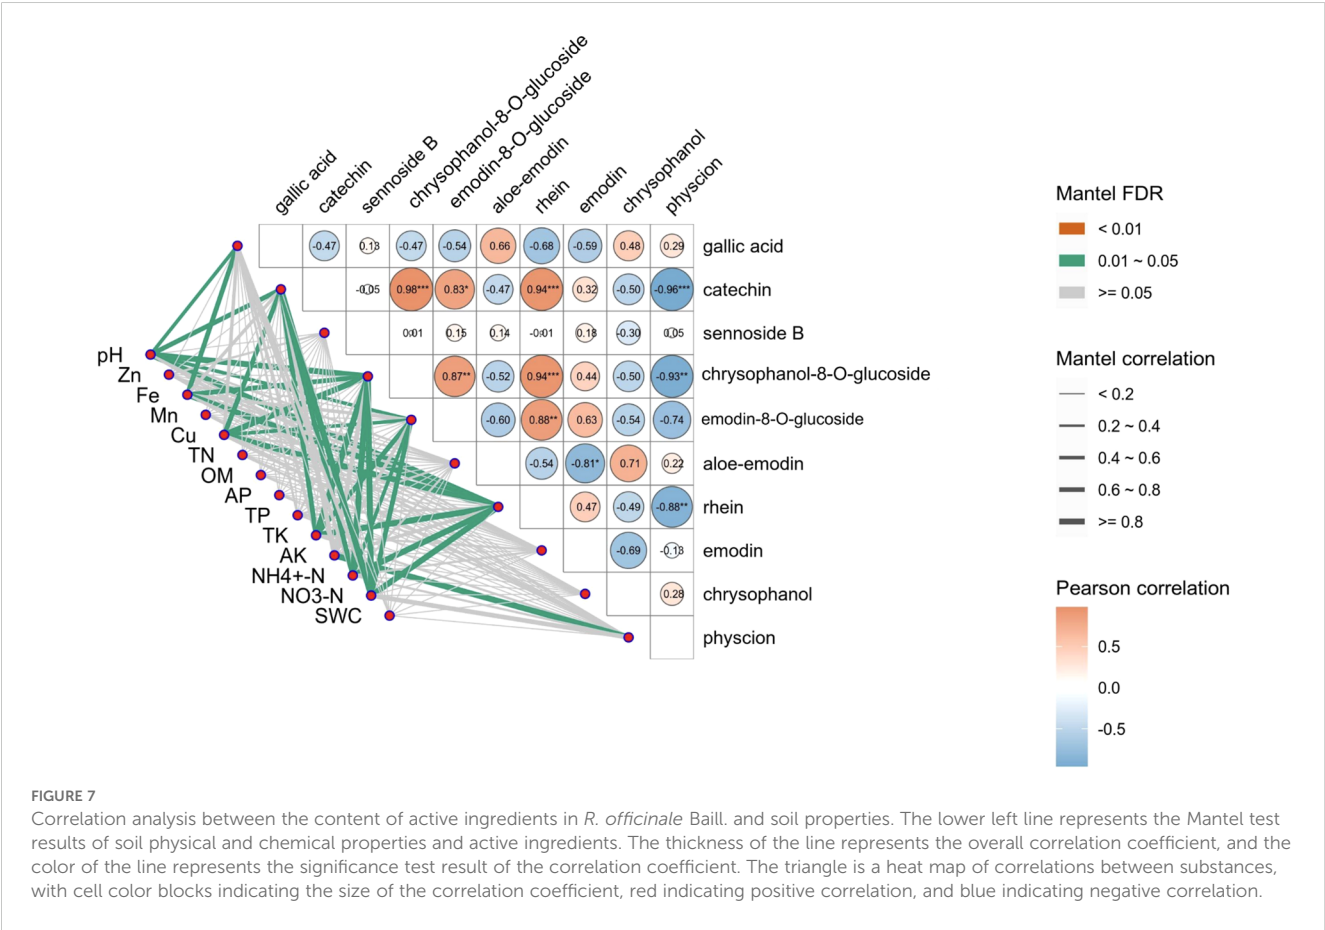 gallic acid
catechin
sennoside B
chrysophanol-8-O-glucoside
emodin-8-O-glucoside
aloe-emodin
rhein
emodin
chrysophanol
physcion
-0.47 0.13 -0.47 -0.54 0.66 -0.68 -0.59 0.48 0.29 gallic acid
-0.05 0.98*** 0.83* -0.47 0.94*** 0.32 -0.50 -0.96*** catechin
0.01 0.15 0.14 -0.01 0.18 -0.30 0.05 sennoside B
0.87** -0.52 0.94*** 0.44 -0.50 -0.93** chrysophanol-8-O-glucoside
-0.60 0.88** 0.63 -0.54 -0.74 emodin-8-O-glucoside
-0.54 -0.81* 0.71 0.22 aloe-emodin
0.47 -0.49 -0.88** rhein
-0.69 -0.13 emodin
0.28 chrysophanol
physcion
pH
Zn
Fe
Mn
Cu
TN
OM
AP
TP
TK
AK
NH4+-N
NO3-N
SWC
Mantel FDR
< 0.01
0.01 ~ 0.05
>= 0.05
Mantel correlation
< 0.2
0.2 ~ 0.4
0.4 ~ 0.6
0.6 ~ 0.8
>= 0.8
Pearson correlation
0.5
0.0
-0.5
FIGURE 7
Correlation analysis between the content of active ingredients in R. officinale Baill. and soil properties. The lower left line represents the Mantel test
results of soil physical and chemical properties and active ingredients. The thickness of the line represents the overall correlation coefficient, and the
color of the line represents the significance test result of the correlation coefficient. The triangle is a heat map of correlations between substances,
with cell color blocks indicating the size of the correlation coefficient, red indicating positive correlation, and blue indicating negative correlation.